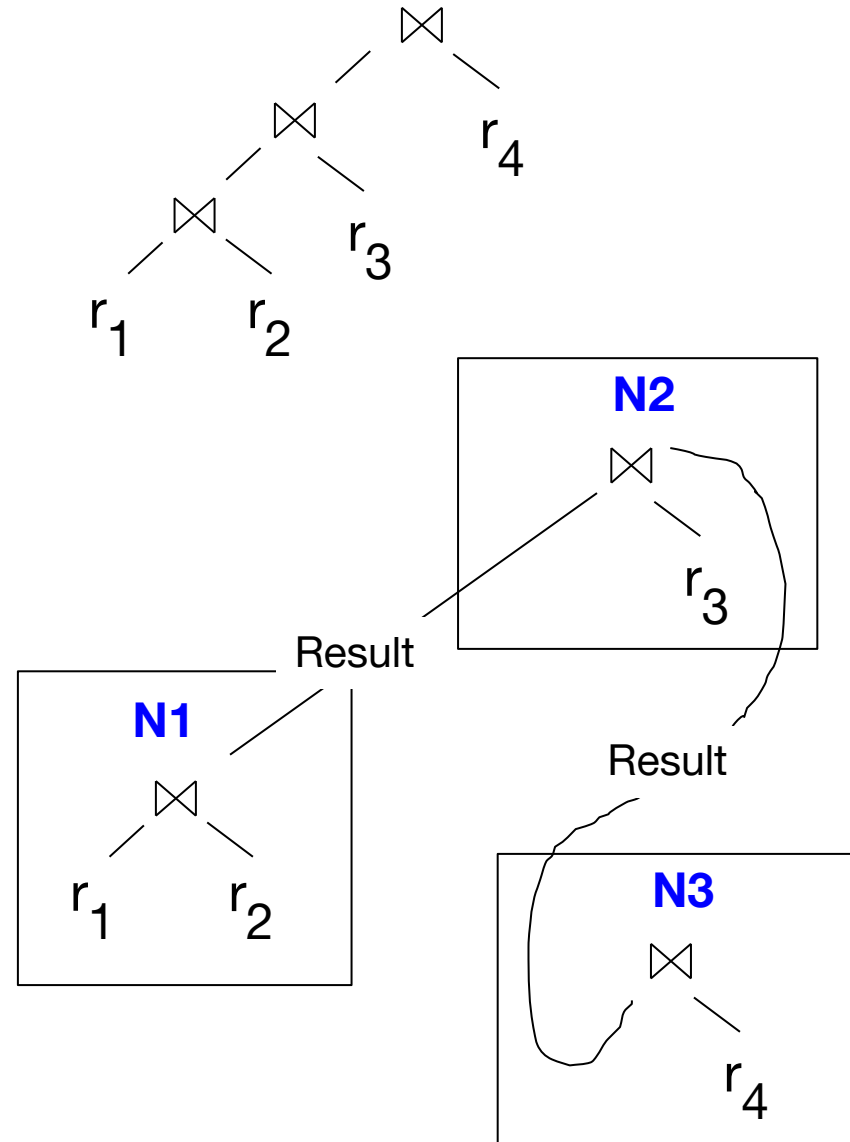 ⋈
⋈ r4
⋈ r3
r1 r2
N2
⋈
r3
Result
N1
⋈
r1 r2
Result
N3
⋈
r4